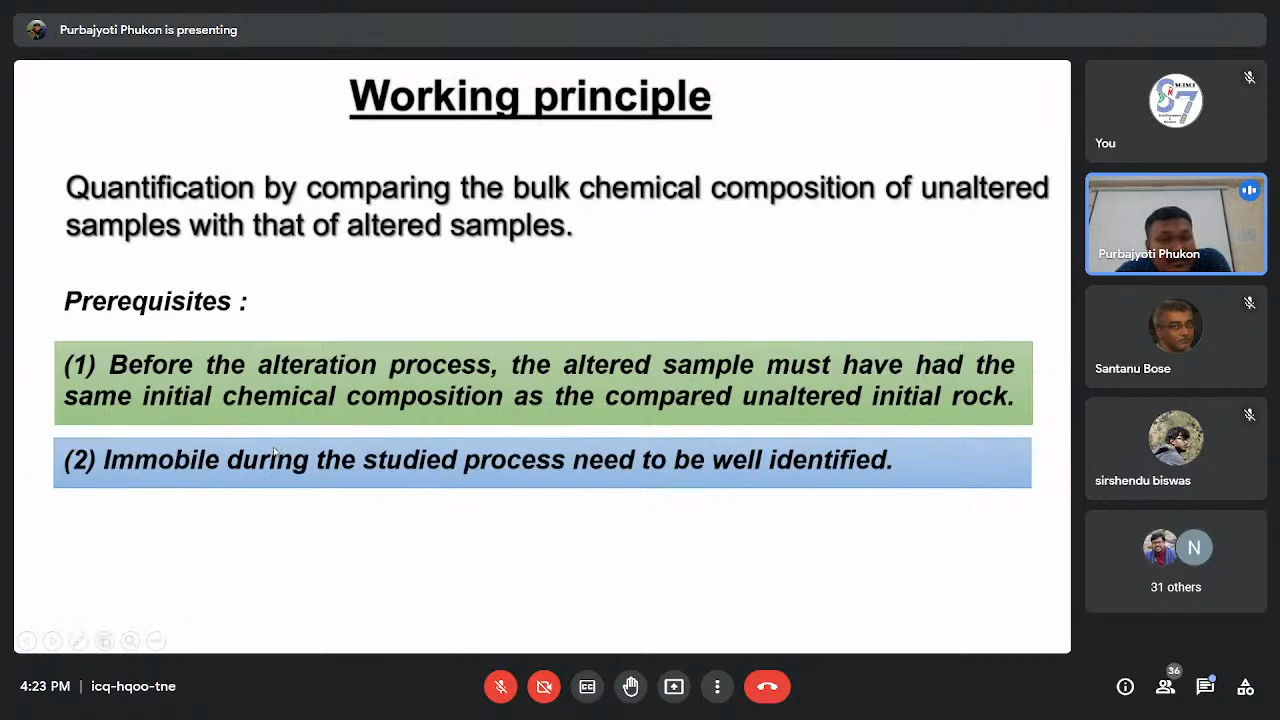 Purbajyoti Phukon is presenting
Working principle
Quantification by comparing the bulk chemical composition of unaltered
samples with that of altered samples.
Prerequisites :
(1) Before the alteration process, the altered sample must have had the
same initial chemical composition as the compared unaltered initial rock.
(2) Immobile during the studied process need to be well identified.
You
Purbajyoti Phukon
Santanu Bose
sirshendu biswas
N
31 others
4:23 PM
icq-hqoo-tne
36